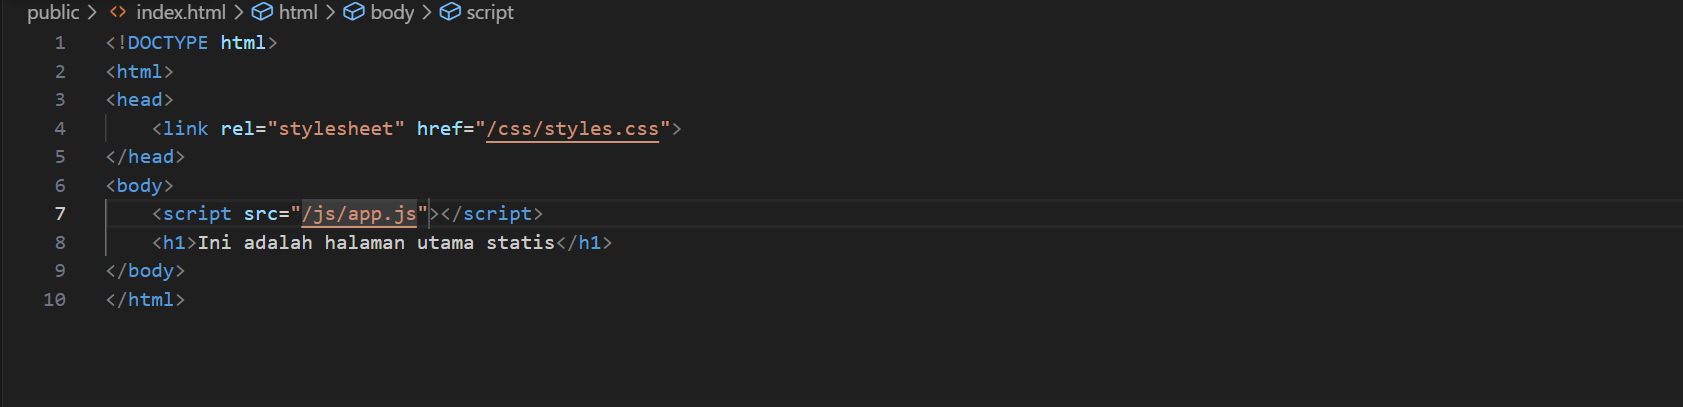 public > <> index.html > html > body > script
1 <!DOCTYPE html>
2 <html>
3 <head>
4     <link rel="stylesheet" href="/css/styles.css">
5 </head>
6 <body>
7     <script src="/js/app.js"></script>
8     <h1>Ini adalah halaman utama statis</h1>
9 </body>
10 </html>